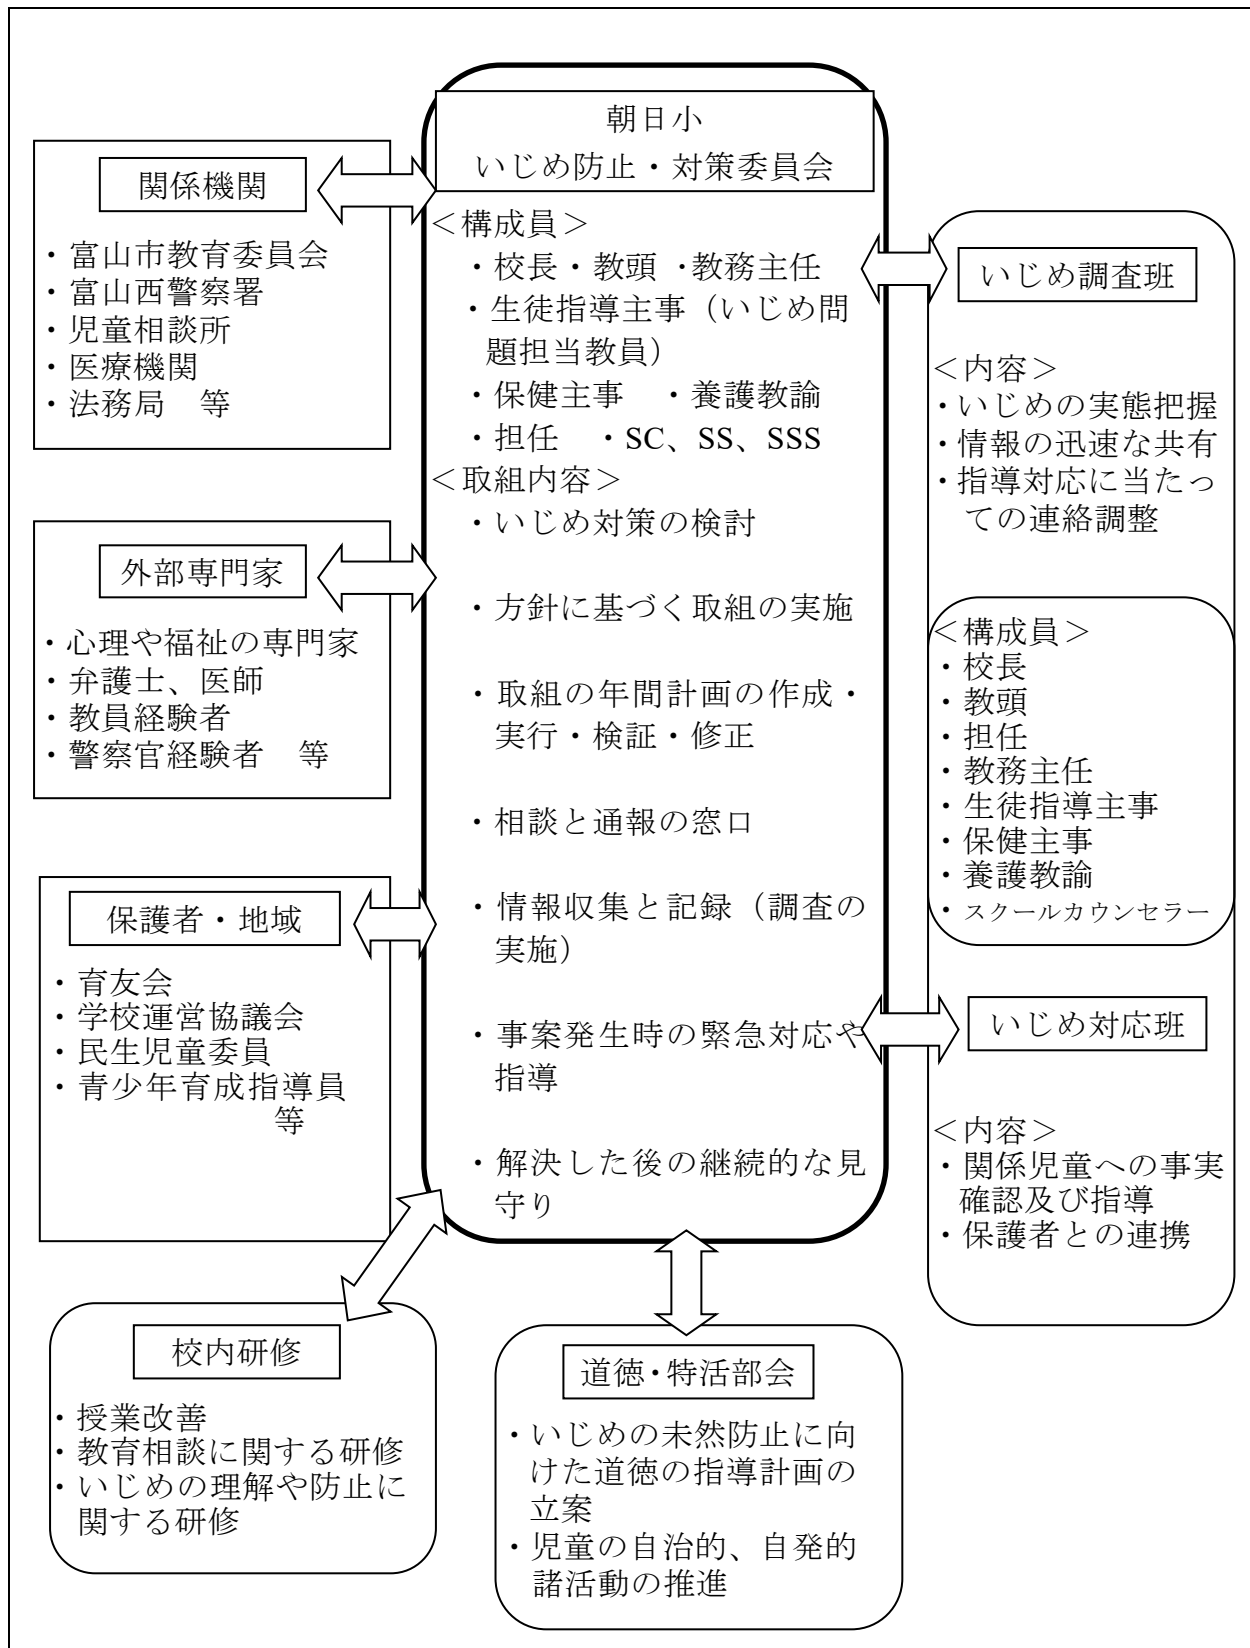 朝日小
いじめ防止・対策委員会
＜構成員＞
・校長・教頭・教務主任
・生徒指導主事（いじめ問
題担当教員）
・保健主事　・養護教諭
・担任　・SC、SS、SSS
＜取組内容＞
・いじめ対策の検討
・方針に基づく取組の実施
・取組の年間計画の作成・
実行・検証・修正
・相談と通報の窓口
・情報収集と記録（調査の
実施）
・事案発生時の緊急対応や
指導
・解決した後の継続的な見
守り
関係機関
・富山市教育委員会
・富山西警察署
・児童相談所
・医療機関
・法務局　等
外部専門家
・心理や福祉の専門家
・弁護士、医師
・教員経験者
・警察官経験者　等
保護者・地域
・育友会
・学校運営協議会
・民生児童委員
・青少年育成指導員
等
いじめ調査班
＜内容＞
・いじめの実態把握
・情報の迅速な共有
・指導対応に当たっ
ての連絡調整
＜構成員＞
・校長
・教頭
・担任
・教務主任
・生徒指導主事
・保健主事
・養護教諭
・スクールカウンセラー
いじめ対応班
＜内容＞
・関係児童への事実
確認及び指導
・保護者との連携
校内研修
・授業改善
・教育相談に関する研修
・いじめの理解や防止に
関する研修
道徳・特活部会
・いじめの未然防止に向
けた道徳の指導計画の
立案
・児童の自治的、自発的
諸活動の推進